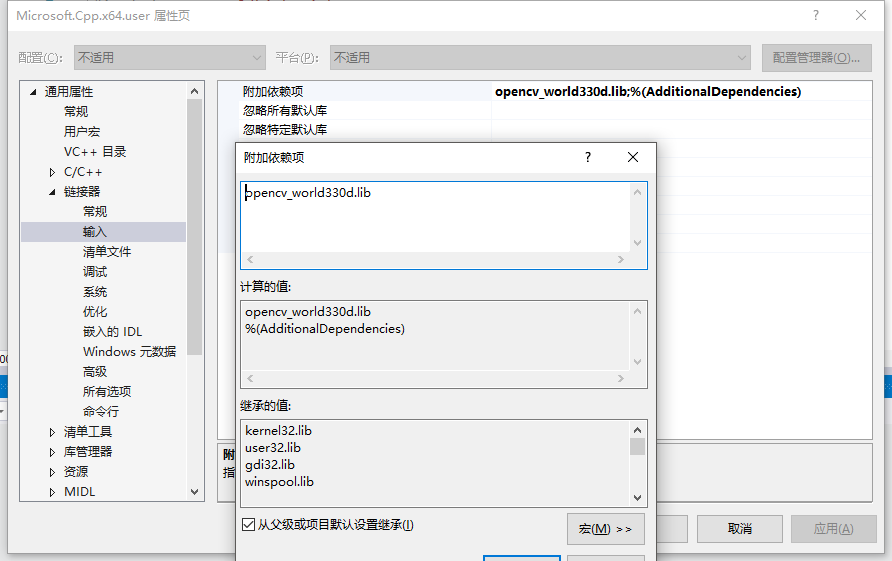 Microsoft.Cpp.x64.user 属性页
配置(C): 不适用 平台(P): 不适用 配置管理器(O)...
通用属性
常规
用户宏
VC++ 目录
C/C++
链接器
常规
输入
清单文件
调试
系统
优化
嵌入的 IDL
Windows 元数据
高级
所有选项
命令行
清单工具
库管理器
资源
MIDL
附加依赖项 opencv_world330d.lib;%(AdditionalDependencies)
忽略所有默认库
忽略特定默认库
附加依赖项
opencv_world330d.lib
计算的值:
opencv_world330d.lib
%(AdditionalDependencies)
继承的值:
kernel32.lib
user32.lib
gdi32.lib
winspool.lib
从父级或项目默认设置继承(I)
宏(M) >>
附
指
取消
应用(A)